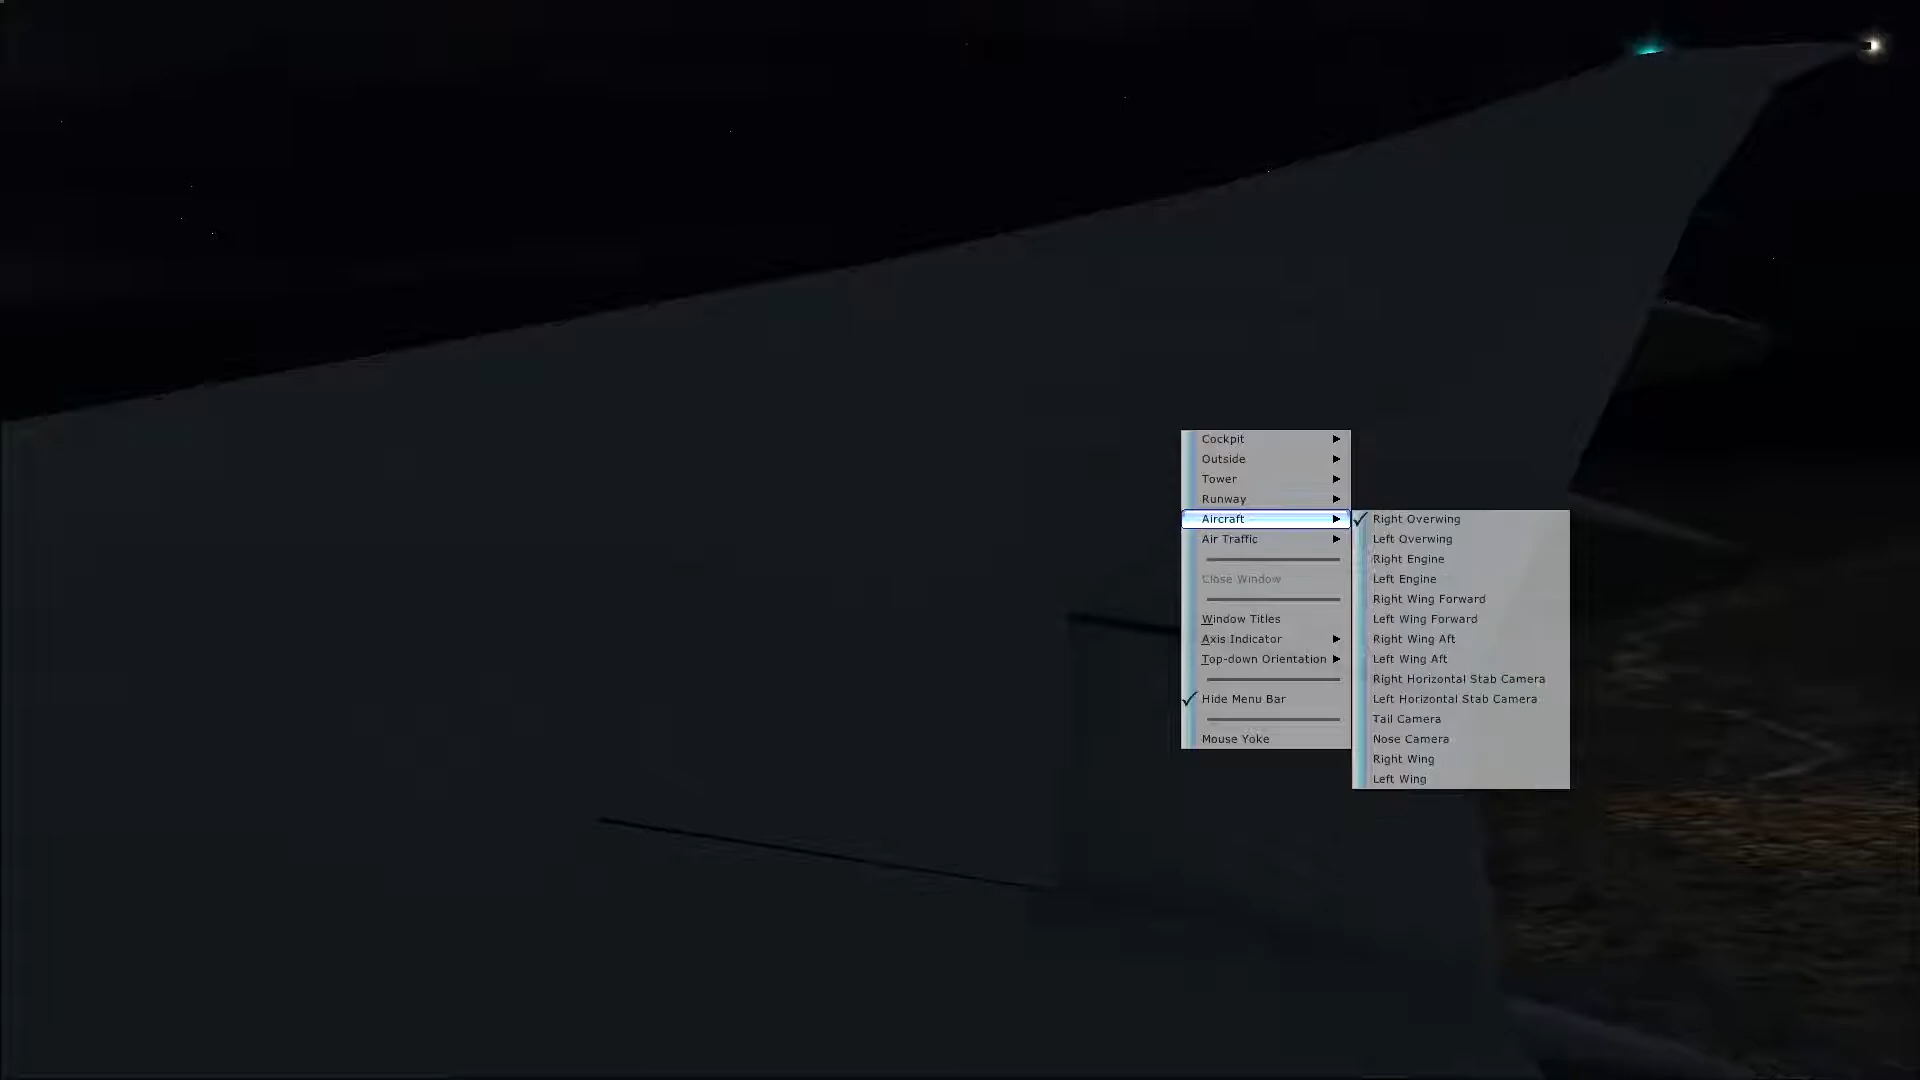 Cockpit
Outside
Tower
Runway
Aircraft
Air Traffic
Close Window
Window Titles
Axis Indicator
Top-down Orientation
Hide Menu Bar
Mouse Yoke
Right Overwing
Left Overwing
Right Engine
Left Engine
Right Wing Forward
Left Wing Forward
Right Wing Aft
Left Wing Aft
Right Horizontal Stab Camera
Left Horizontal Stab Camera
Tail Camera
Nose Camera
Right Wing
Left Wing